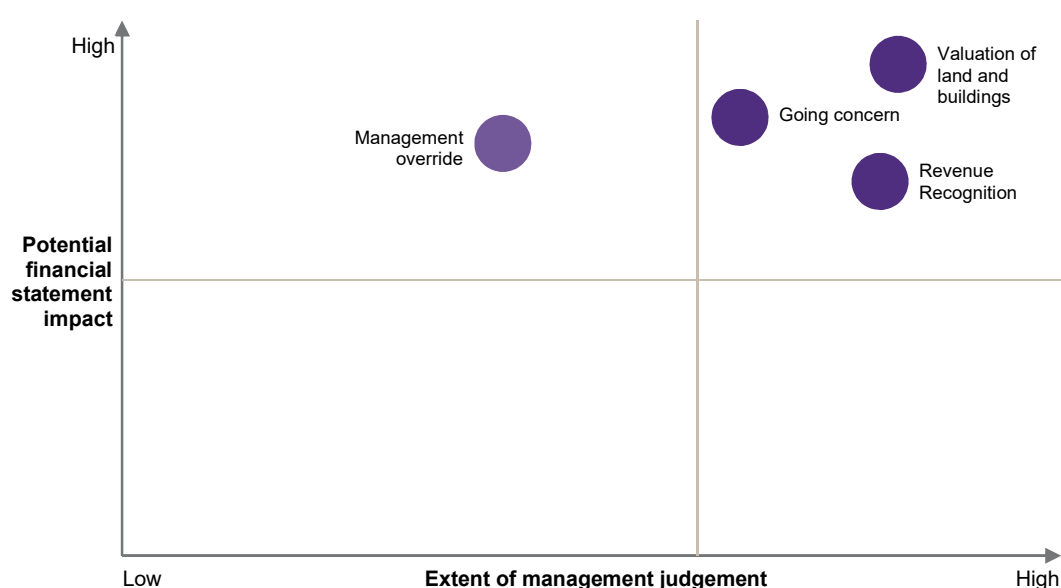 High
Valuation of
land and
buildings
Going concern
Management
override
Revenue
Recognition
Potential
financial
statement
impact
Low
Extent of management judgement
High